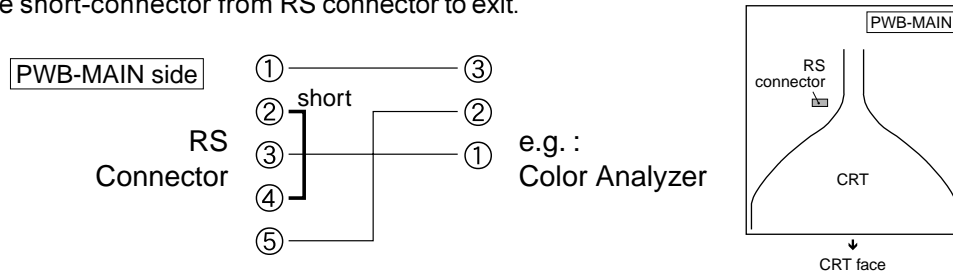 e short-connector from RS connector to exit.
PWB-MAIN side
RS
Connector
① ③
② short ②
③ ①
④
⑤
e.g. :
Color Analyzer
PWB-MAIN
RS
connector
CRT
CRT face